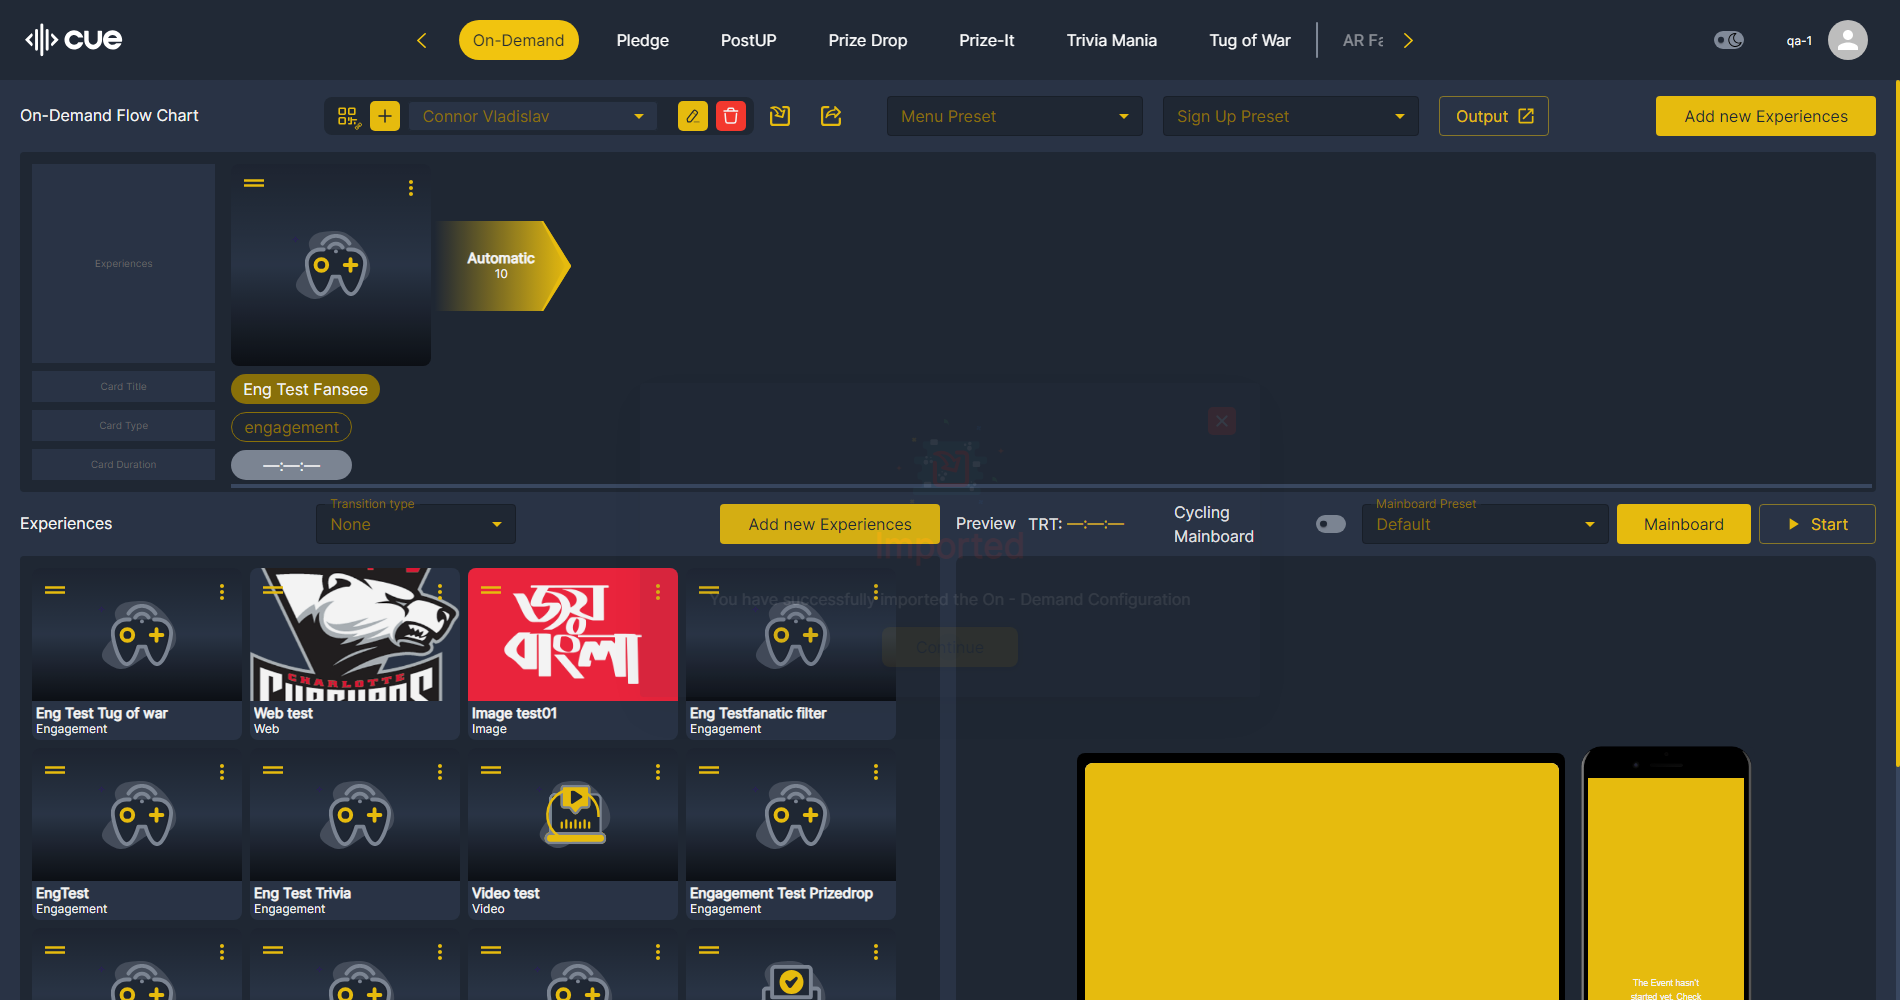 cue
On-Demand
Pledge
PostUP
Prize Drop
Prize-It
Trivia Mania
Tug of War
AR Fa
qa-1
On-Demand Flow Chart
Connor Vladislav
Menu Preset
Sign Up Preset
Output
Add new Experiences
Experiences
Automatic
10
Card Title
Eng Test Fansee
Card Type
engagement
Card Duration
—:—:—
Experiences
Transition type
None
Add new Experiences
Preview
TRT: —:—:—
Cycling
Mainboard
Mainboard Preset
Default
Mainboard
Start
Imported
You have successfully imported the On - Demand Configuration
Continue
CHARLOTTE
জয়
বাংলা
Eng Test Tug of war
Engagement
Web test
Web
Image test01
Image
Eng Testfanatic filter
Engagement
EngTest
Engagement
Eng Test Trivia
Engagement
Video test
Video
Engagement Test Prizedrop
Engagement
The Event hasn't
started yet. Check